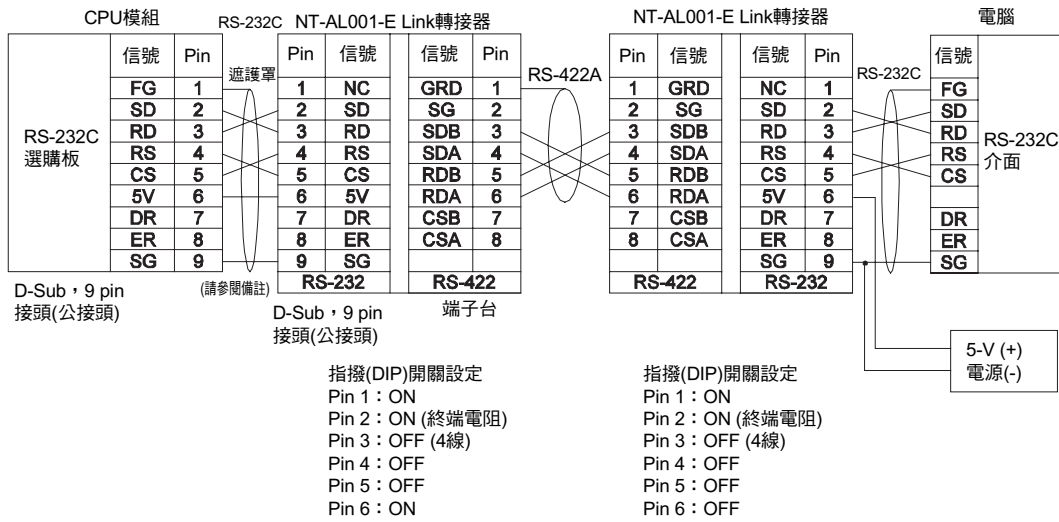 CPU模組
RS-232C
NT-AL001-E Link轉接器
NT-AL001-E Link轉接器
電腦
RS-232C
選購板
信號 Pin
FG 1
SD 2
RD 3
RS 4
CS 5
5V 6
DR 7
ER 8
SG 9
D-Sub,9 pin
接頭(公接頭)
遮護罩
(請參閱備註)
Pin 信號
1 NC
2 SD
3 RD
4 RS
5 CS
6 5V
7 DR
8 ER
9 SG
RS-232
D-Sub,9 pin
接頭(公接頭)
信號 Pin
GRD 1
SG 2
SDB 3
SDA 4
RDB 5
RDA 6
CSB 7
CSA 8
RS-422
端子台
RS-422A
Pin 信號
1 GRD
2 SG
3 SDB
4 SDA
5 RDB
6 RDA
7 CSB
8 CSA
RS-422
信號 Pin
NC 1
SD 2
RD 3
RS 4
CS 5
5V 6
DR 7
ER 8
SG 9
RS-232
RS-232C
信號
FG
SD
RD
RS
CS
DR
ER
SG
RS-232C
介面
5-V (+)
電源(-)
指撥(DIP)開關設定
Pin 1:ON
Pin 2:ON (終端電阻)
Pin 3:OFF (4線)
Pin 4:OFF
Pin 5:OFF
Pin 6:ON
指撥(DIP)開關設定
Pin 1:ON
Pin 2:ON (終端電阻)
Pin 3:OFF (4線)
Pin 4:OFF
Pin 5:OFF
Pin 6:OFF